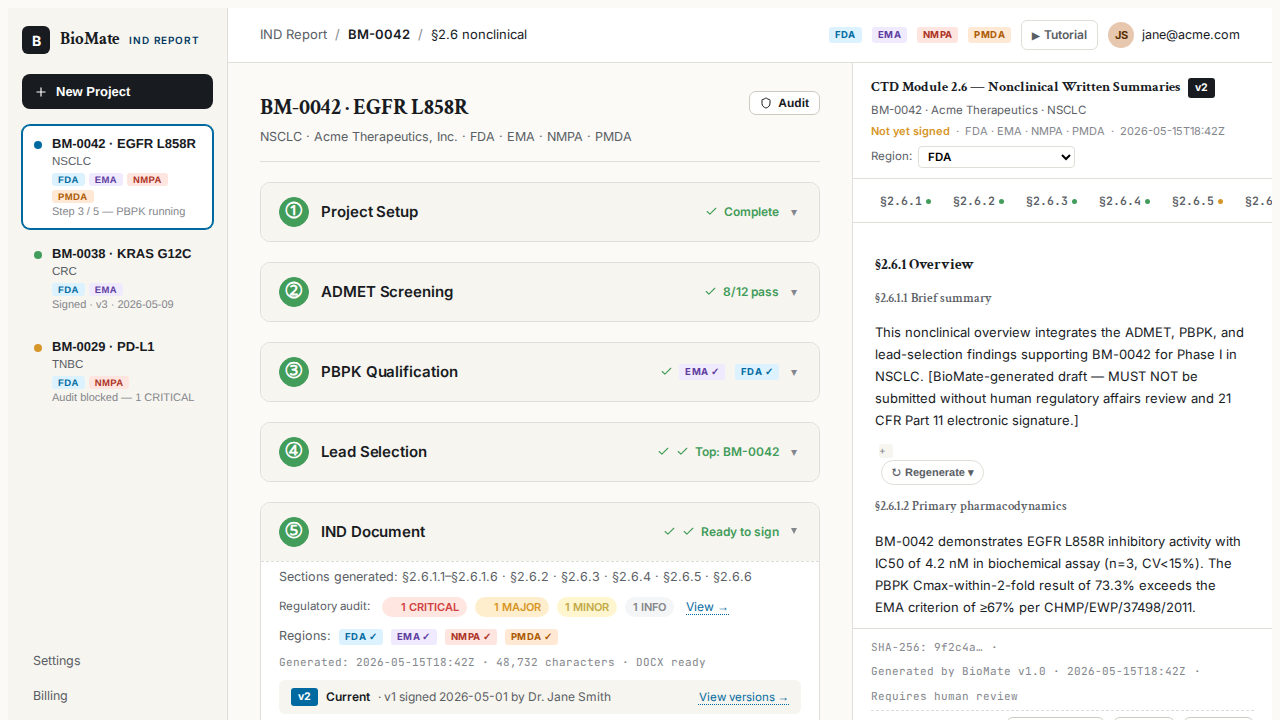 B BioMate IND REPORT
+ New Project
BM-0042 · EGFR L858R
NSCLC
FDA EMA NMPA
PMDA
Step 3 / 5 — PBPK running
BM-0038 · KRAS G12C
CRC
FDA EMA
Signed · v3 · 2026-05-09
BM-0029 · PD-L1
TNBC
FDA NMPA
Audit blocked — 1 CRITICAL
Settings
Billing
IND Report / BM-0042 / §2.6 nonclinical
FDA EMA NMPA PMDA ▶ Tutorial JS jane@acme.com
BM-0042 · EGFR L858R
Audit
NSCLC · Acme Therapeutics, Inc. · FDA · EMA · NMPA · PMDA
① Project Setup ✓ Complete ▼
② ADMET Screening ✓ 8/12 pass ▼
③ PBPK Qualification ✓ EMA ✓ FDA ✓ ▼
④ Lead Selection ✓ ✓ Top: BM-0042 ▼
⑤ IND Document ✓ ✓ Ready to sign ▼
Sections generated: §2.6.1.1–§2.6.1.6 · §2.6.2 · §2.6.3 · §2.6.4 · §2.6.5 · §2.6.6
Regulatory audit: 1 CRITICAL 1 MAJOR 1 MINOR 1 INFO View →
Regions: FDA ✓ EMA ✓ NMPA ✓ PMDA ✓
Generated: 2026-05-15T18:42Z · 48,732 characters · DOCX ready
v2 Current · v1 signed 2026-05-01 by Dr. Jane Smith View versions →
CTD Module 2.6 — Nonclinical Written Summaries v2
BM-0042 · Acme Therapeutics · NSCLC
Not yet signed · FDA · EMA · NMPA · PMDA · 2026-05-15T18:42Z
Region: FDA
§2.6.1 §2.6.2 §2.6.3 §2.6.4 §2.6.5 §2.6
§2.6.1 Overview
§2.6.1.1 Brief summary
This nonclinical overview integrates the ADMET, PBPK, and
lead-selection findings supporting BM-0042 for Phase I in
NSCLC. [BioMate-generated draft — MUST NOT be
submitted without human regulatory affairs review and 21
CFR Part 11 electronic signature.]
+
↻ Regenerate ▾
§2.6.1.2 Primary pharmacodynamics
BM-0042 demonstrates EGFR L858R inhibitory activity with
IC50 of 4.2 nM in biochemical assay (n=3, CV<15%). The
PBPK Cmax-within-2-fold result of 73.3% exceeds the
EMA criterion of ≥67% per CHMP/EWP/37498/2011.
SHA-256: 9f2c4a… ·
Generated by BioMate v1.0 · 2026-05-15T18:42Z ·
Requires human review